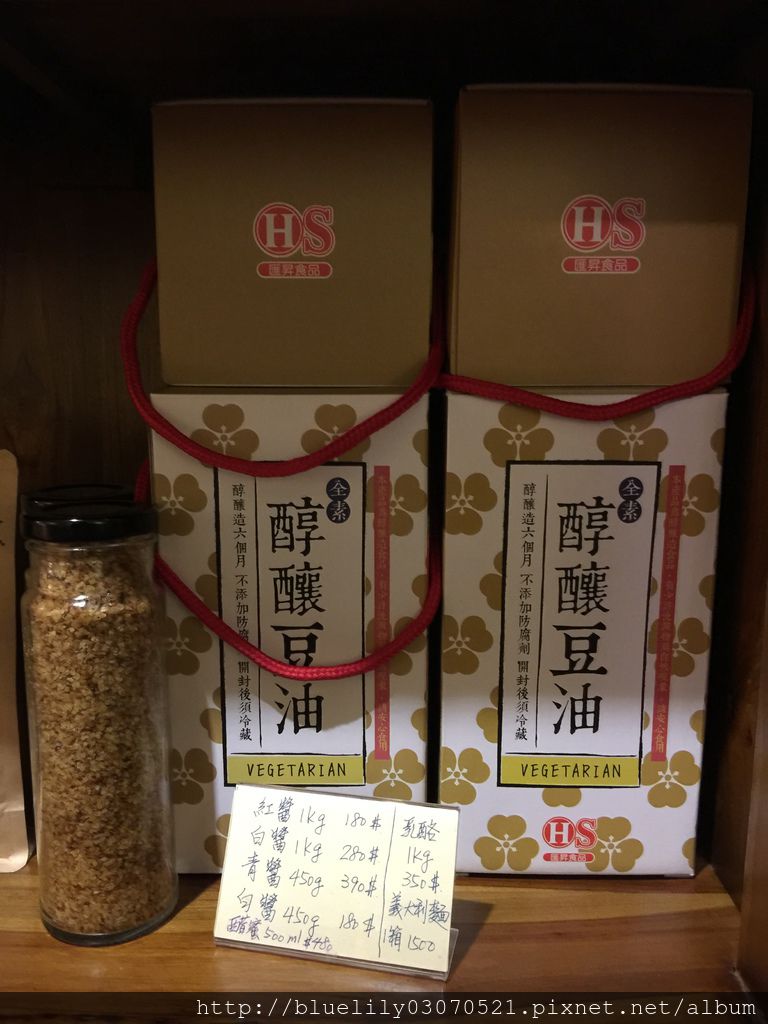 HS
匯昇食品
HS
匯昇食品
全素
醇釀豆油
醇釀造六個月 不添加防腐劑 開封後須冷藏
VEGETARIAN
全素
醇釀豆油
醇釀造六個月 不添加防腐劑 開封後須冷藏
VEGETARIAN
HS
匯昇食品
紅醬 1kg 180#
白醬 1kg 280#
青醬 450g 390#
白醬 450g 180#
醋蜜 500ml #480
乳酪
1kg
350#
義大利麵
1箱 1500
http://bluelily03070521.pixnet.net/album